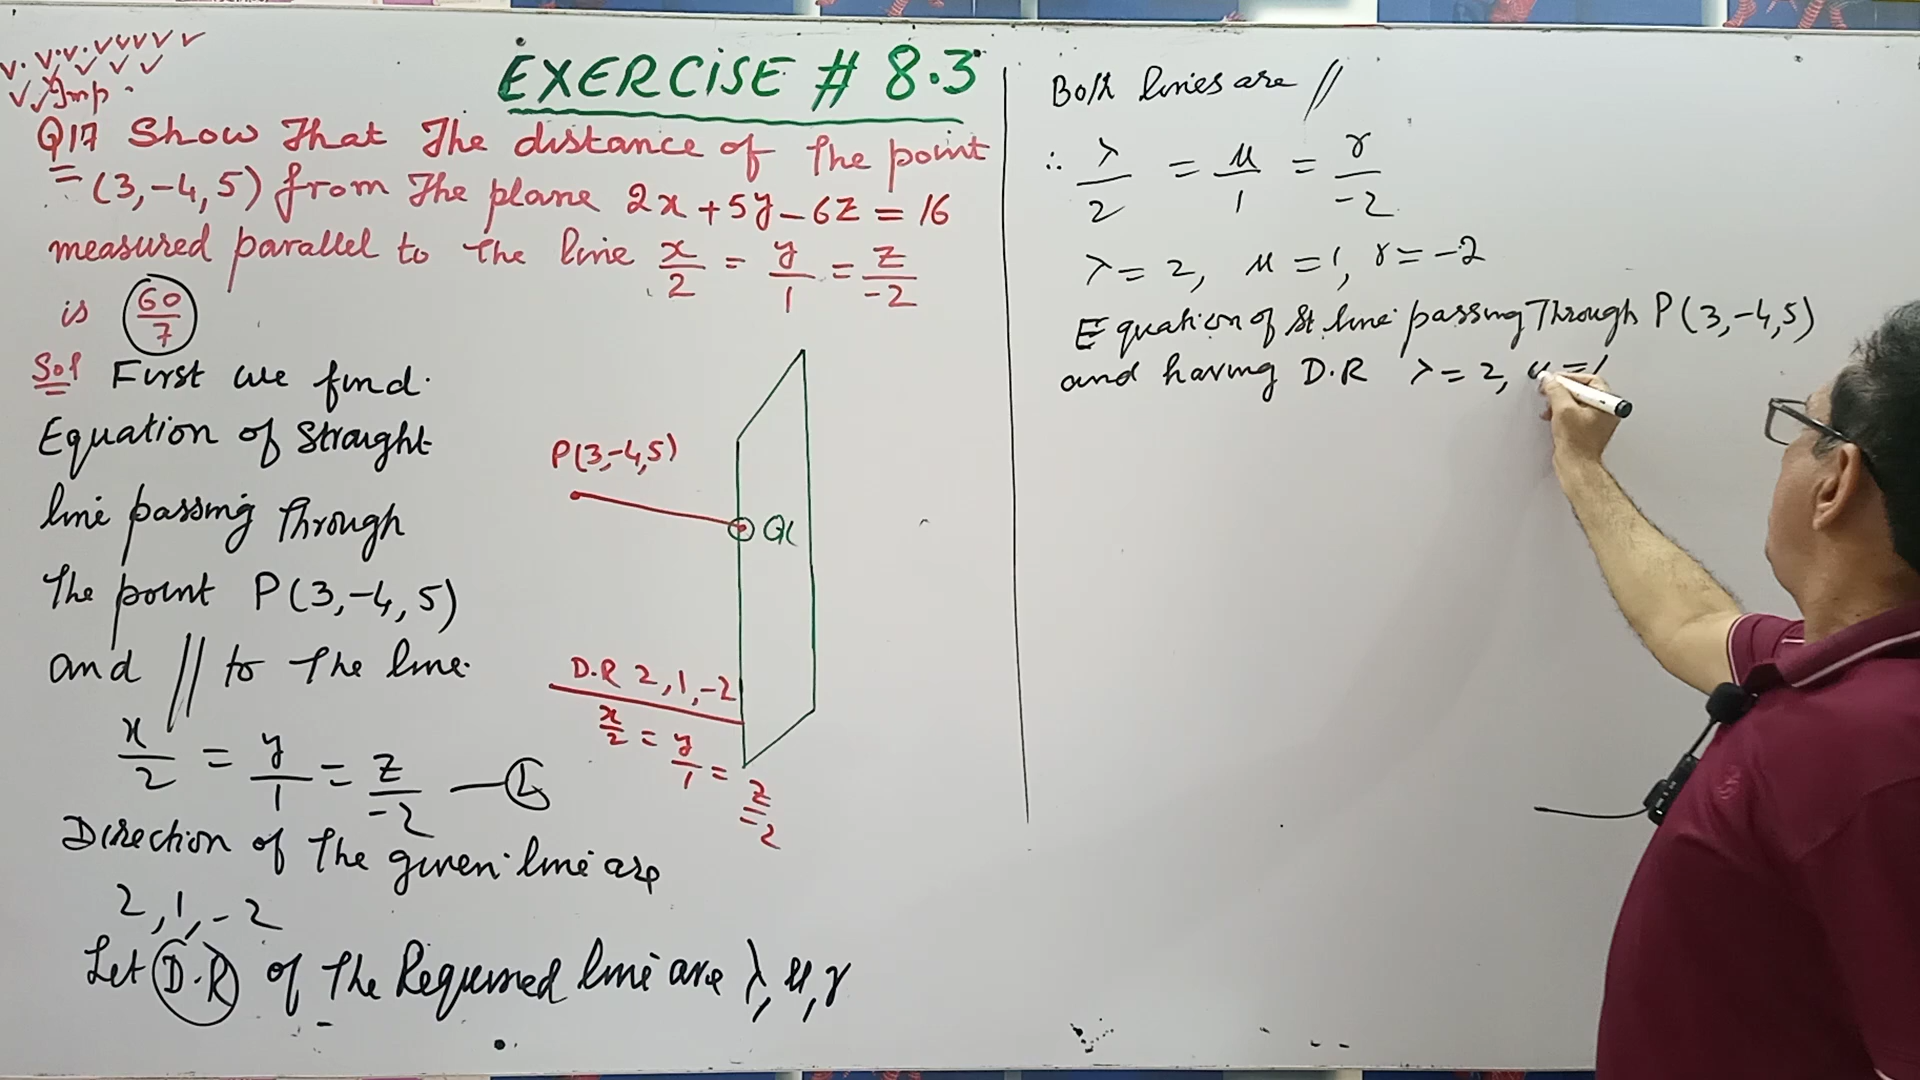 EXERCISE # 8.3
Imp.
Q17 Show That The distance of The point
(3,-4,5) from The plane 2x+5y-6z=16
measured parallel to The line x/2 = y/1 = z/-2
is 60/7
Sol First we find.
Equation of Straight
line passing Through
The point P(3,-4,5)
and // to The line.
x/2 = y/1 = z/-2 — L
Direction of The given line are
2,1,-2
Let D.R of The Required line are λ, μ, γ
P(3,-4,5)
Q
D.R 2,1,-2
x/2 = y/1 = z/-2
Both lines are //
∴ λ/2 = μ/1 = γ/-2
λ=2, μ=1, γ=-2
Equation of St. line passing Through P(3,-4,5)
and having D.R λ=2, μ=1